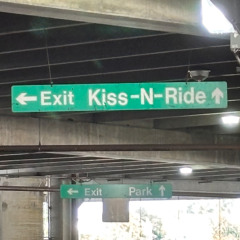 ← Exit Kiss-N-Ride ↑
← Exit Park ↑